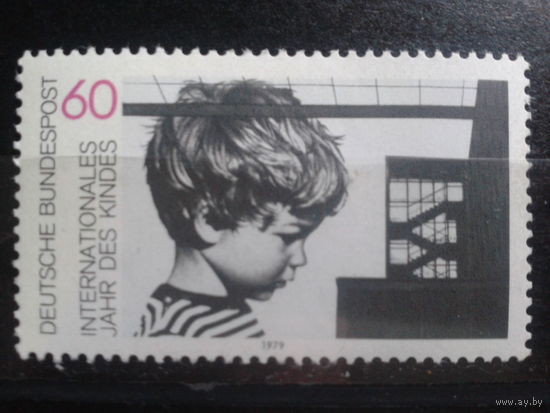 DEUTSCHE BUNDESPOST
60
INTERNATIONALES
JAHR DES KINDES
1979
www.ay.by